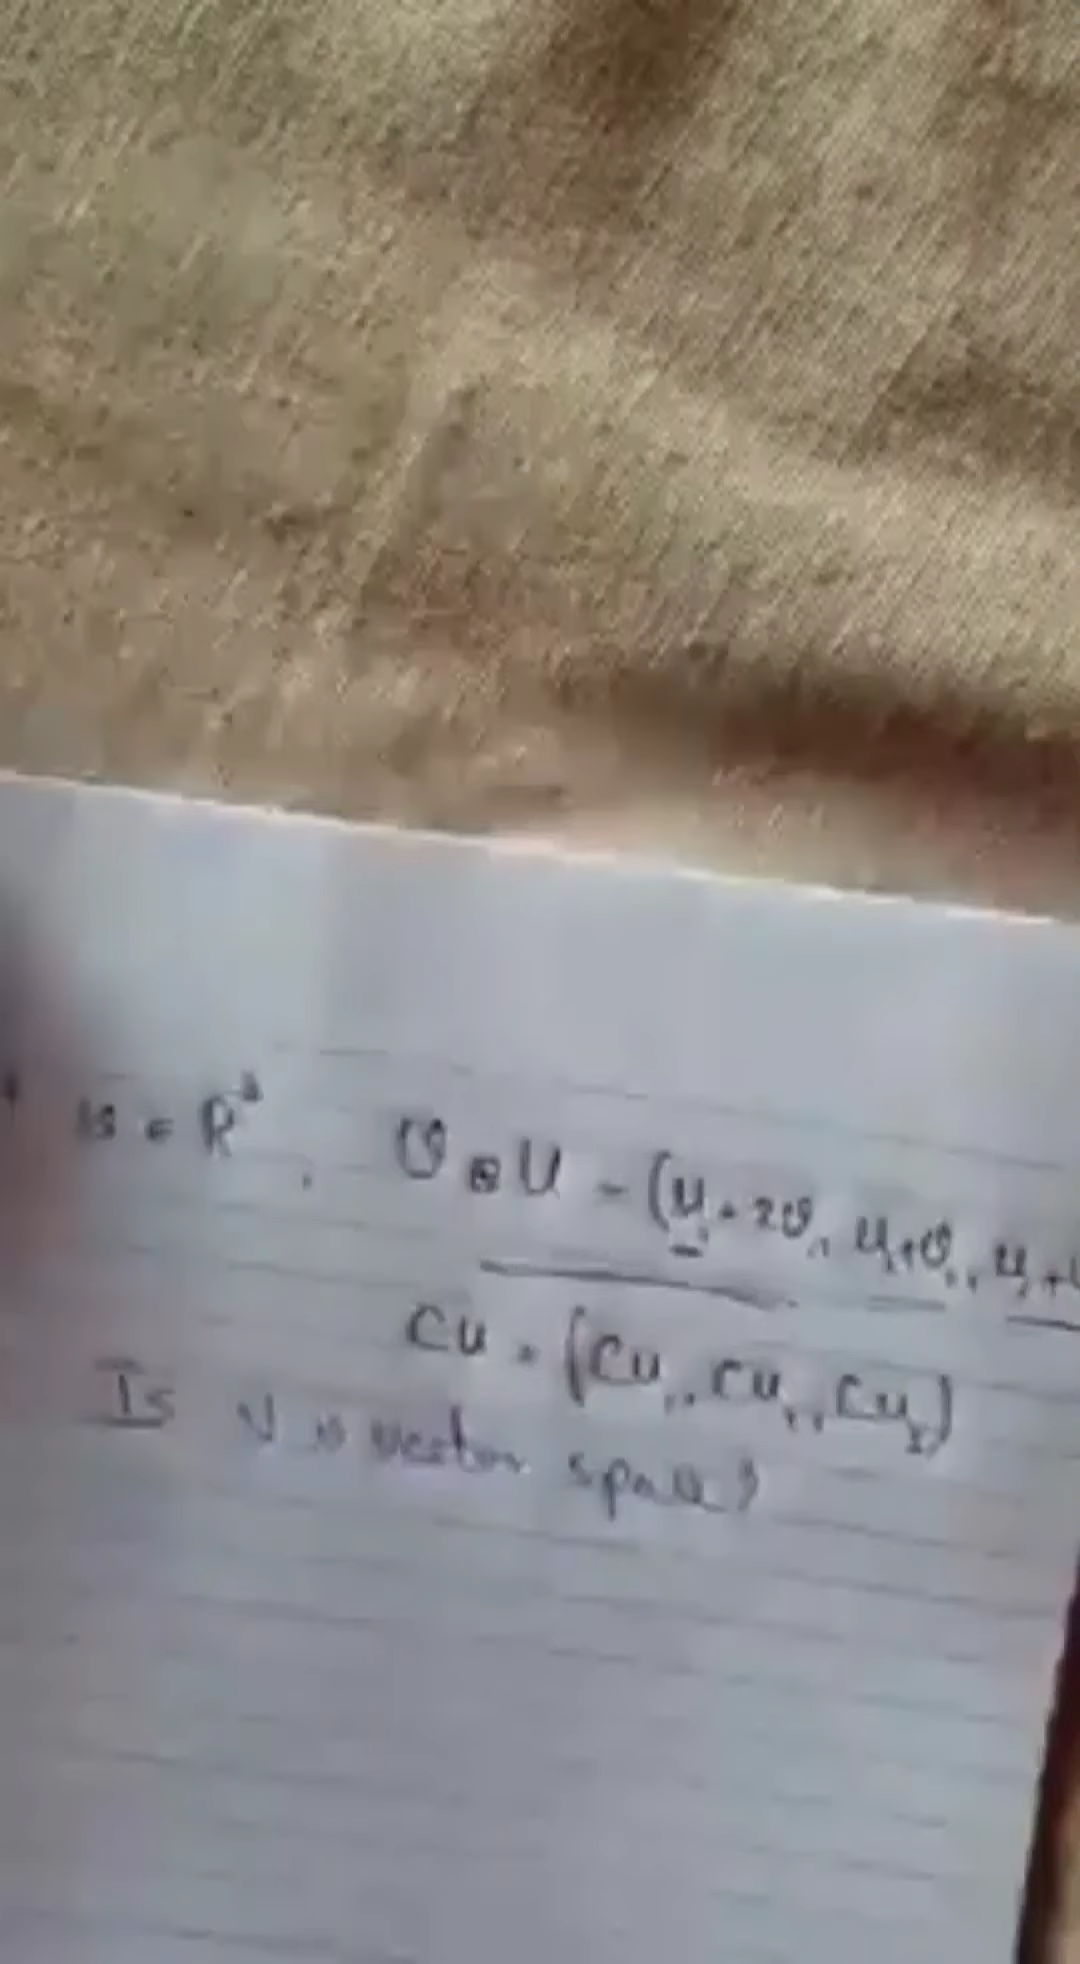 = R³, U ⊕ U = (u₁ + 2v₁, u₂+v₂, u₃+
cu = (cu₁, cu₂, cu₃)
Is V a vector space?